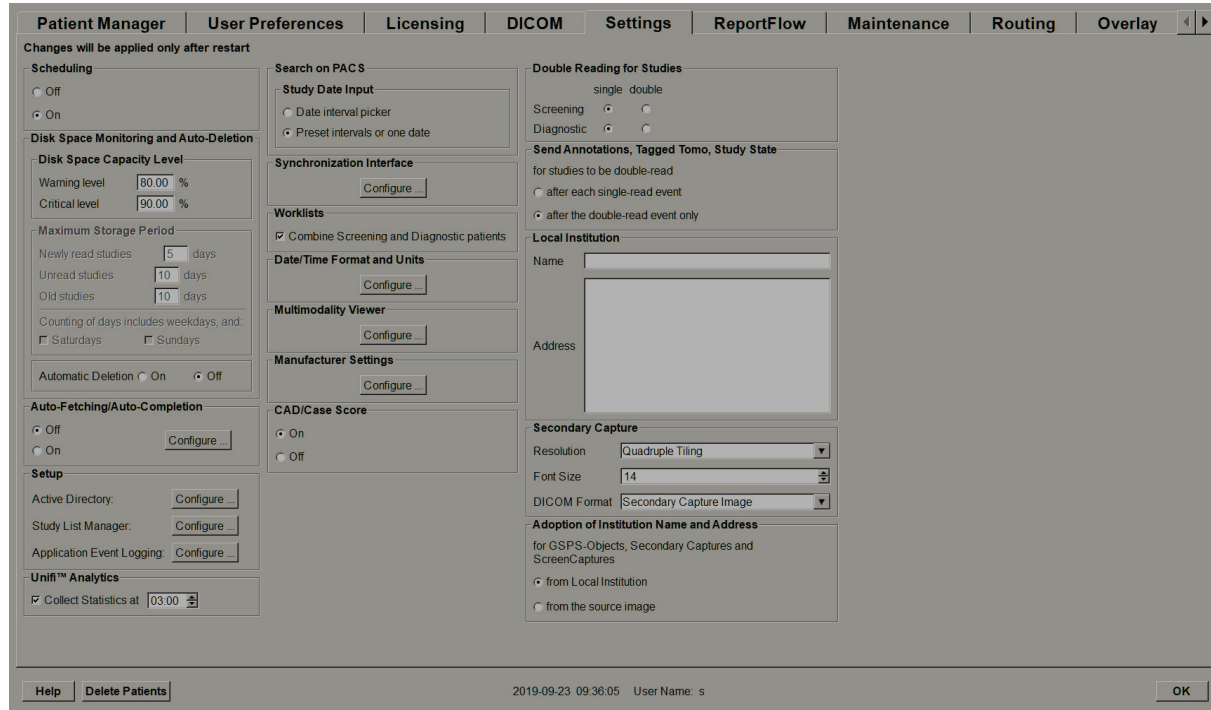 Patient Manager User Preferences Licensing DICOM Settings ReportFlow Maintenance Routing Overlay
Changes will be applied only after restart
Scheduling
Off
On
Disk Space Monitoring and Auto-Deletion
Disk Space Capacity Level
Warning level 80.00 %
Critical level 90.00 %
Maximum Storage Period
Newly read studies 5 days
Unread studies 10 days
Old studies 10 days
Counting of days includes weekdays, and:
Saturdays Sundays
Automatic Deletion On Off
Auto-Fetching/Auto-Completion
Off
On
Configure ...
Setup
Active Directory: Configure ...
Study List Manager: Configure ...
Application Event Logging: Configure ...
Unifi™ Analytics
Collect Statistics at 03:00
Search on PACS
Study Date Input
Date interval picker
Preset intervals or one date
Synchronization Interface
Configure ...
Worklists
Combine Screening and Diagnostic patients
Date/Time Format and Units
Configure ...
Multimodality Viewer
Configure ...
Manufacturer Settings
Configure ...
CAD/Case Score
On
Off
Double Reading for Studies
single double
Screening
Diagnostic
Send Annotations, Tagged Tomo, Study State
for studies to be double-read
after each single-read event
after the double-read event only
Local Institution
Name
Address
Secondary Capture
Resolution Quadruple Tiling
Font Size 14
DICOM Format Secondary Capture Image
Adoption of Institution Name and Address
for GSPS-Objects, Secondary Captures and
ScreenCaptures
from Local Institution
from the source image
Help Delete Patients 2019-09-23 09:36:05 User Name: s OK